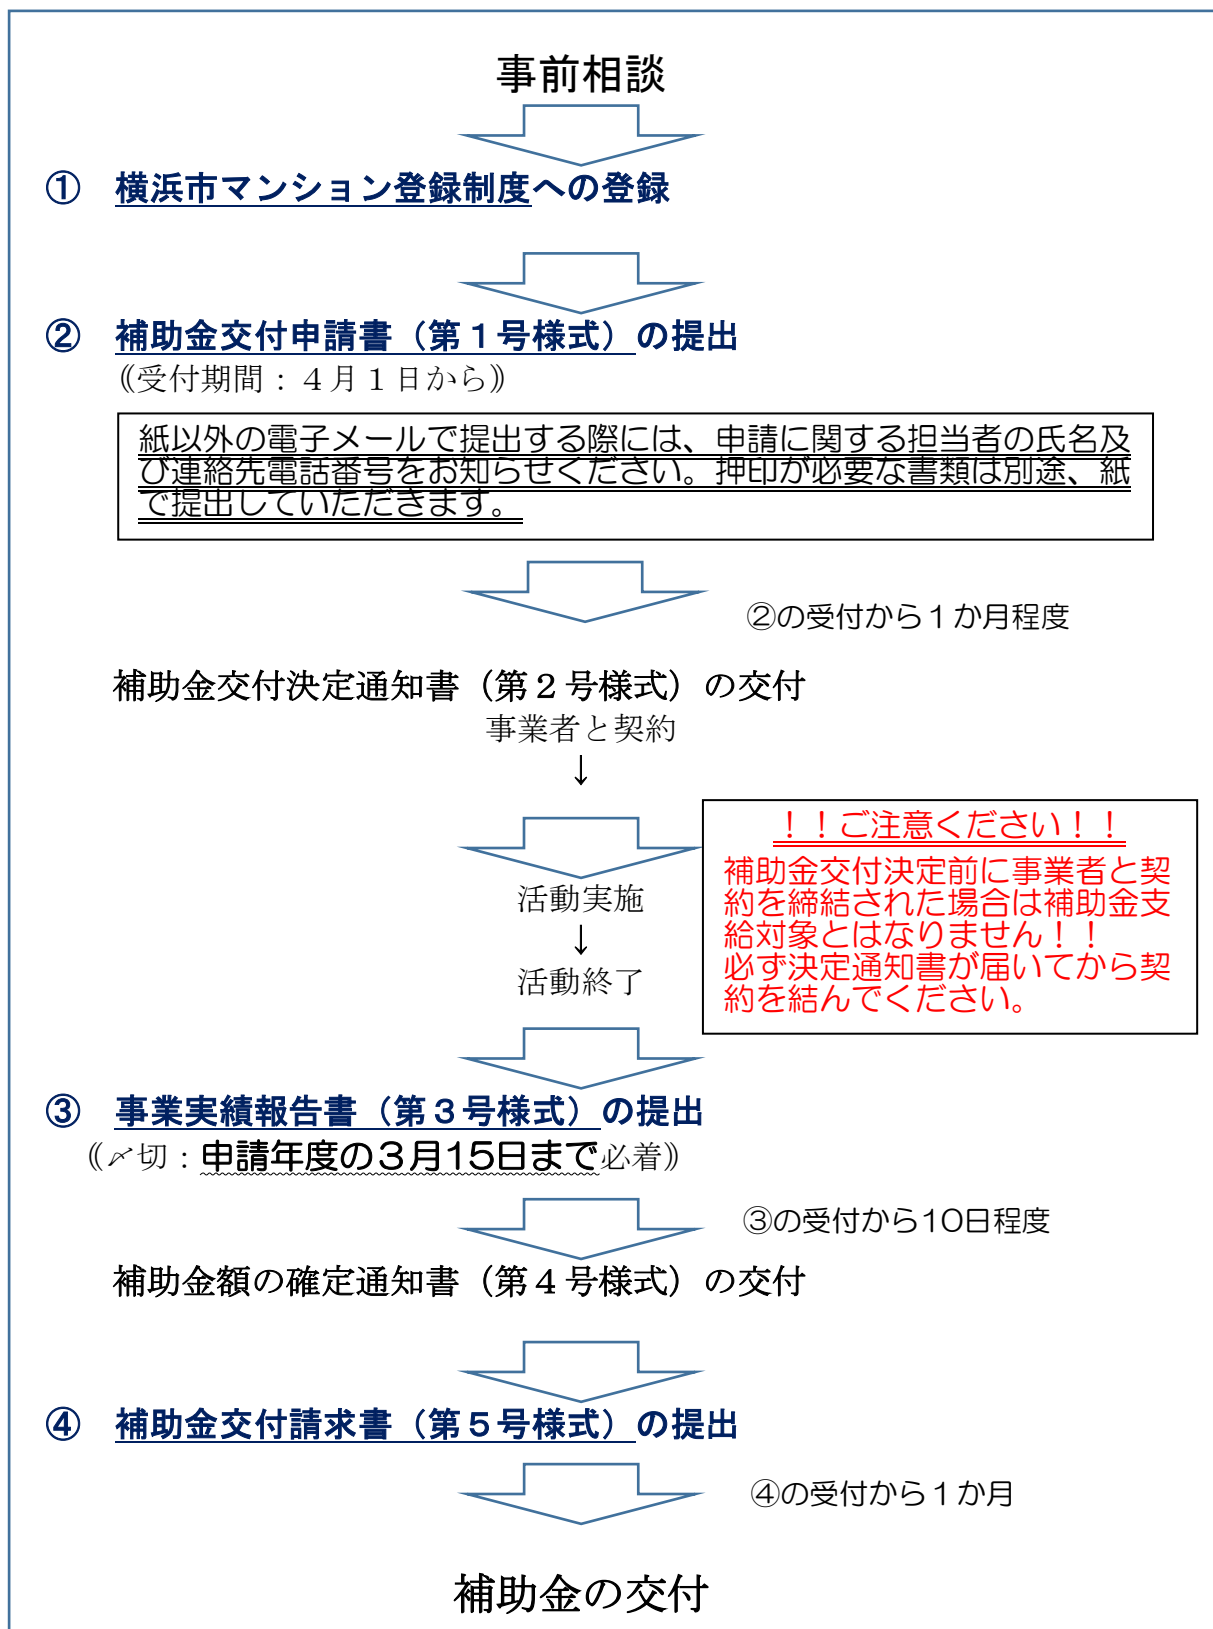 事前相談
① 横浜市マンション登録制度への登録
② 補助金交付申請書（第１号様式）の提出
《受付期間：４月１日から》
紙以外の電子メールで提出する際には、申請に関する担当者の氏名及
び連絡先電話番号をお知らせください。押印が必要な書類は別途、紙
で提出していただきます。
②の受付から１か月程度
補助金交付決定通知書（第２号様式）の交付
事業者と契約
↓
！！ご注意ください！！
補助金交付決定前に事業者と契
約を締結された場合は補助金支
給対象とはなりません！！
必ず決定通知書が届いてから契
約を結んでください。
活動実施
↓
活動終了
③ 事業実績報告書（第３号様式）の提出
《〆切：申請年度の３月15日まで必着》
③の受付から10日程度
補助金額の確定通知書（第４号様式）の交付
④ 補助金交付請求書（第５号様式）の提出
④の受付から１か月
補助金の交付